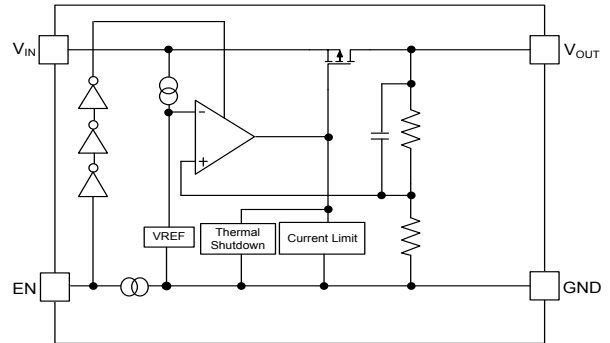 VIN
VOUT
−
+
VREF
Thermal
Shutdown
Current Limit
EN
GND